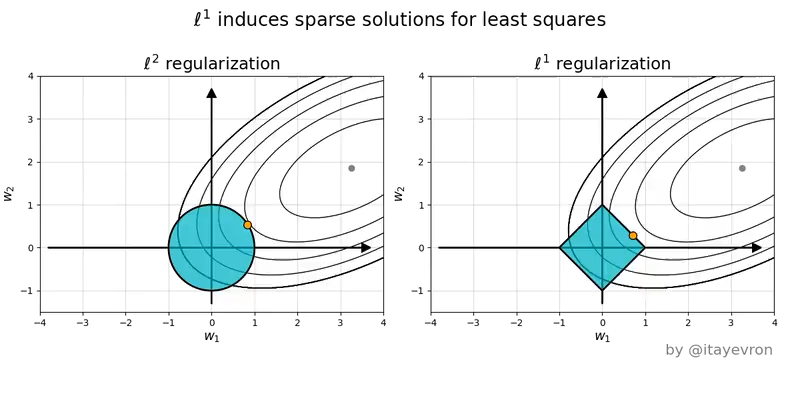 ℓ¹ induces sparse solutions for least squares
ℓ² regularization
4
3
2
1
0
−1
w₂
−4 −3 −2 −1 0 1 2 3 4
w₁
ℓ¹ regularization
4
3
2
1
0
−1
w₂
−4 −3 −2 −1 0 1 2 3 4
w₁
by @itayevron